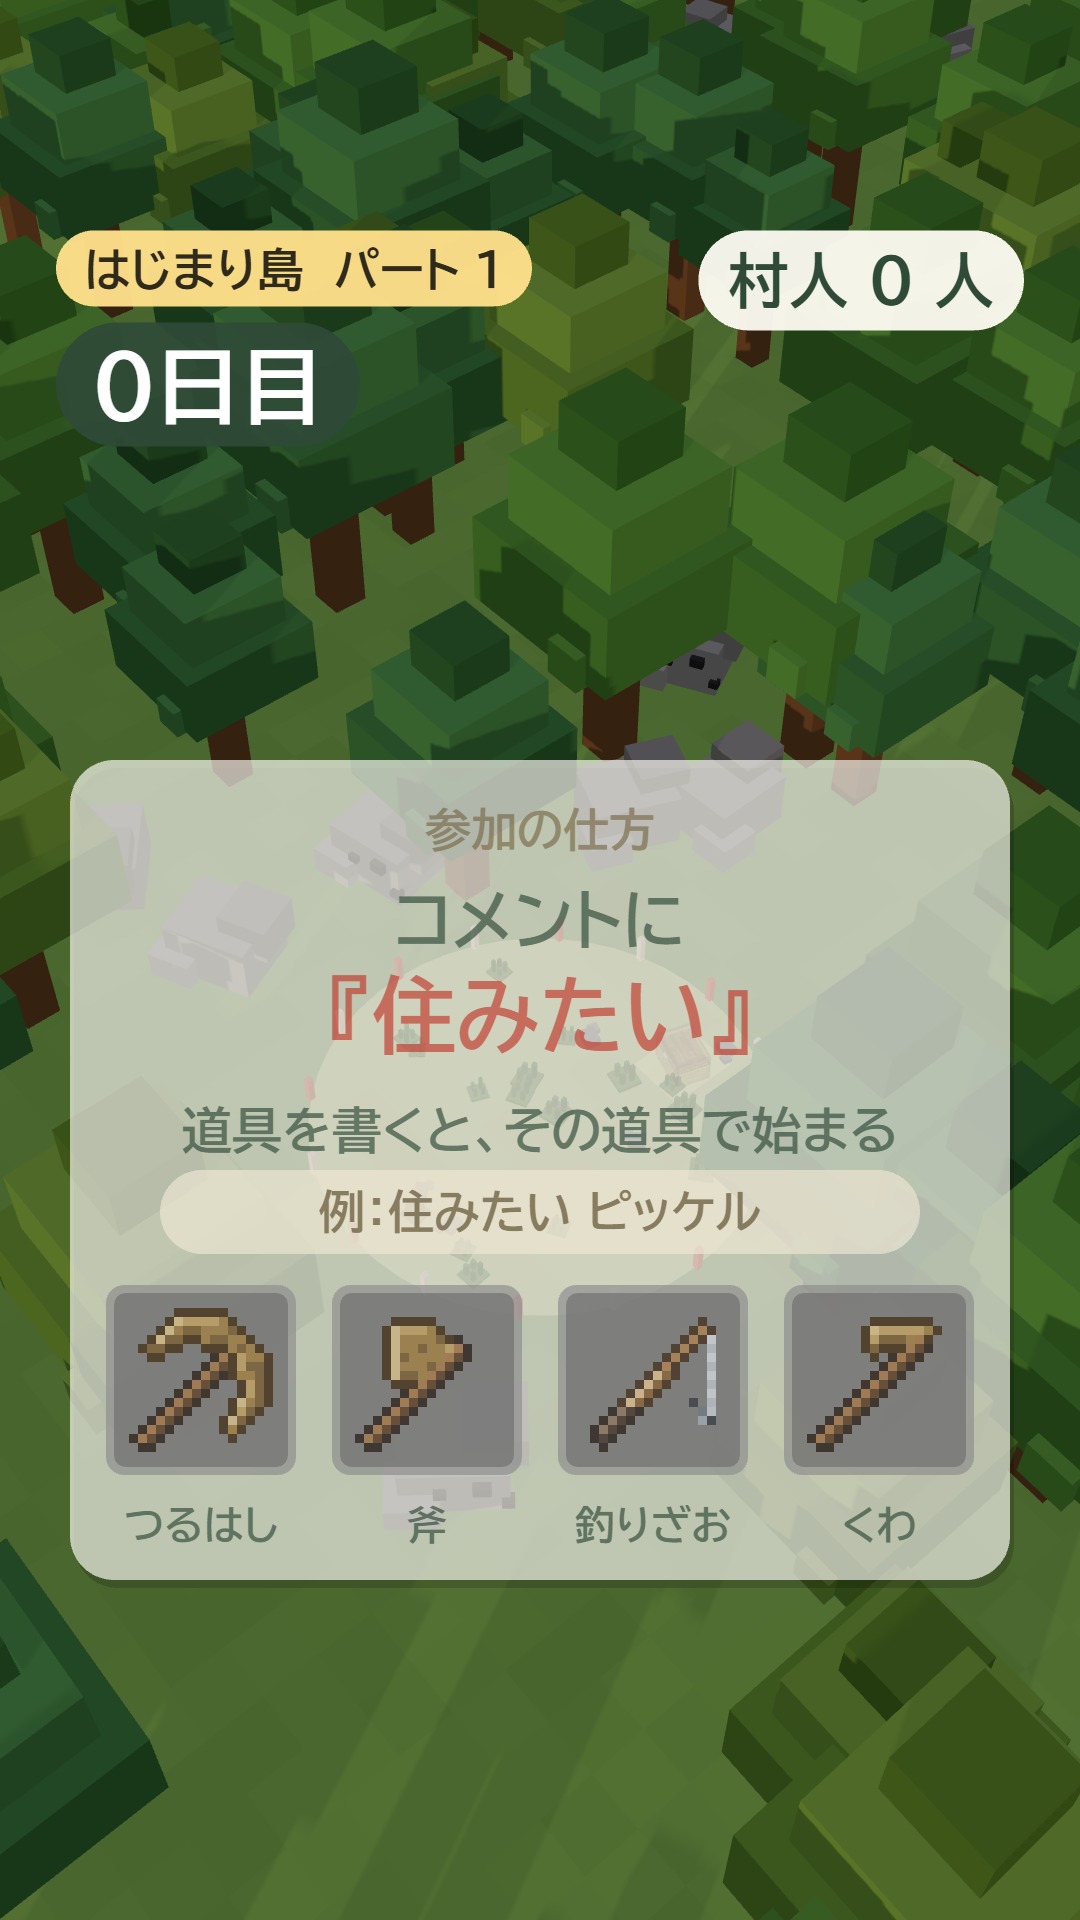 はじまり島 パート 1
村人 0 人
0日目
参加の仕方
コメントに
『住みたい』
道具を書くと、その道具で始まる
例:住みたい ピッケル
つるはし
斧
釣りざお
くわ